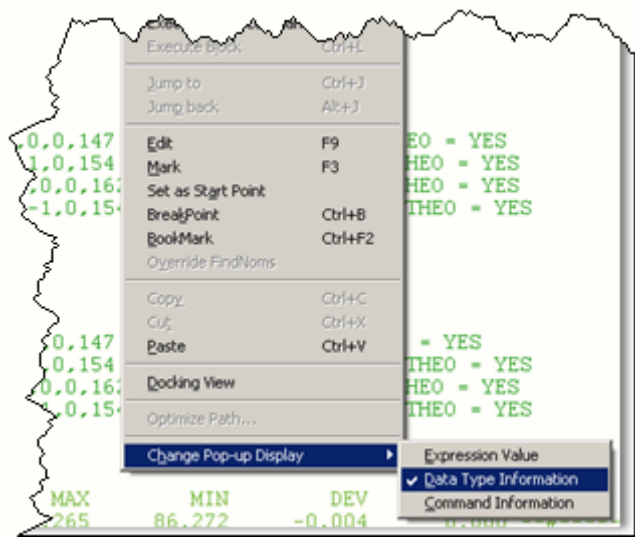 Execute Block Ctrl+L
Jump to Ctrl+J
Jump back Alt+J
,0,0,147 Edit F9 EO = YES
1,0,154 Mark F3 HEO = YES
,0,0,162 Set as Start Point HEO = YES
-1,0,154 BreakPoint Ctrl+B THEO = YES
BookMark Ctrl+F2
Override FindNoms
Copy Ctrl+C
Cut Ctrl+X
0,147 Paste Ctrl+V = YES
0,154 THEO = YES
0,0,162 Docking View HEO = YES
1,0,154 THEO = YES
Optimize Path...
Change Pop-up Display Expression Value
Data Type Information
MAX MIN DEV Command Information
265 86.272 -0.004